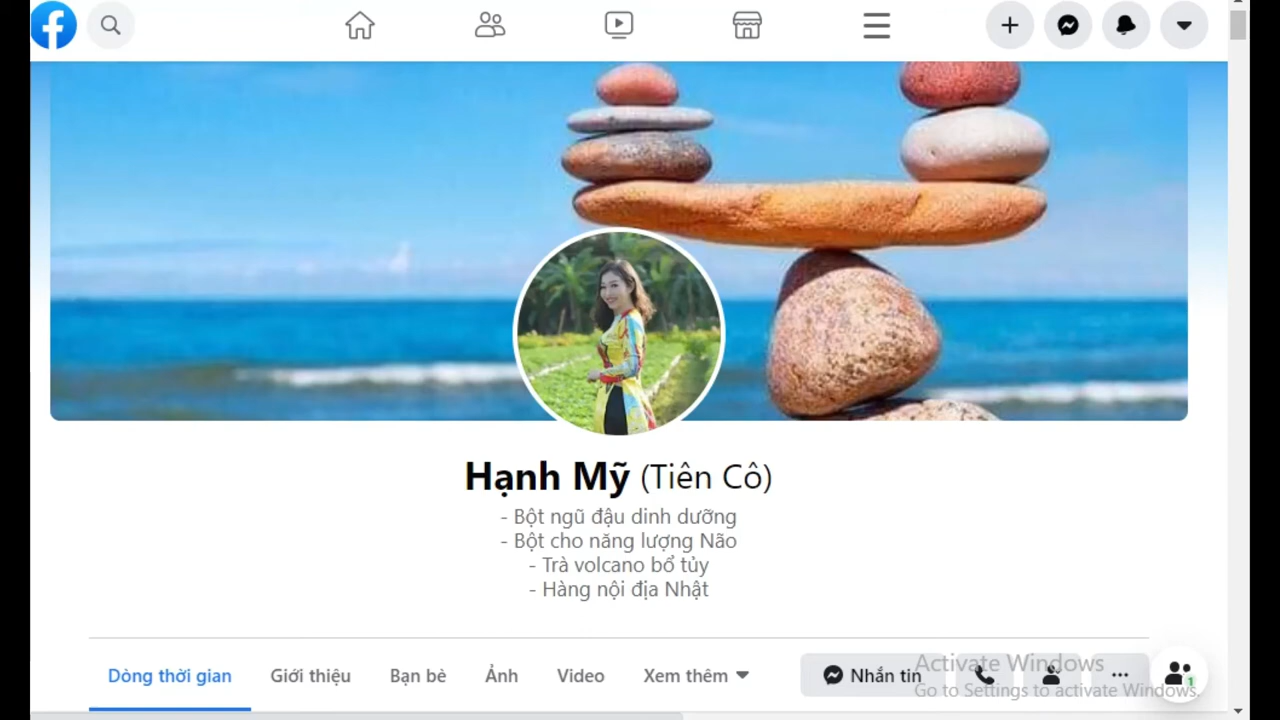 Hạnh Mỹ (Tiên Cô)
- Bột ngũ đậu dinh dưỡng
- Bột cho năng lượng Não
- Trà volcano bổ tủy
- Hàng nội địa Nhật
Dòng thời gian Giới thiệu Bạn bè Ảnh Video Xem thêm Nhắn tin
1
Activate Windows
Go to Settings to activate Windows.